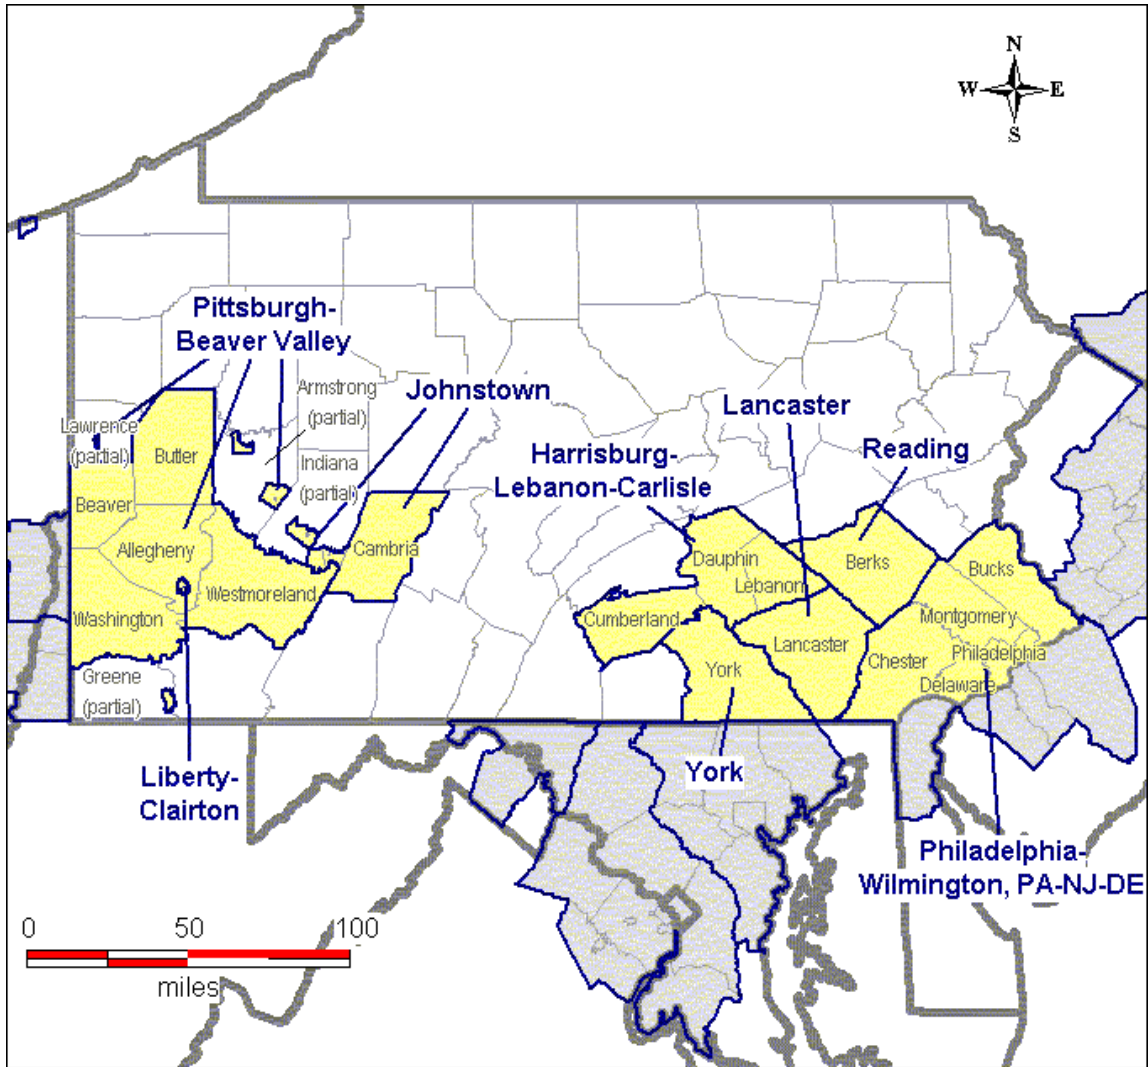 N
W E
S
Pittsburgh-
Beaver Valley
Johnstown
Armstrong
(partial)
Lawrence
(partial)
Butler
Indiana
(partial)
Lancaster
Reading
Harrisburg-
Lebanon-Carlisle
Beaver
Allegheny
Cambria
Washington
Westmoreland
Greene
(partial)
Dauphin
Lebanon
Berks
Bucks
Cumberland
Montgomery
York
Lancaster
Chester
Philadelphia
Delaware
Liberty-
Clairton
York
Philadelphia-
Wilmington, PA-NJ-DE
0 50 100
miles